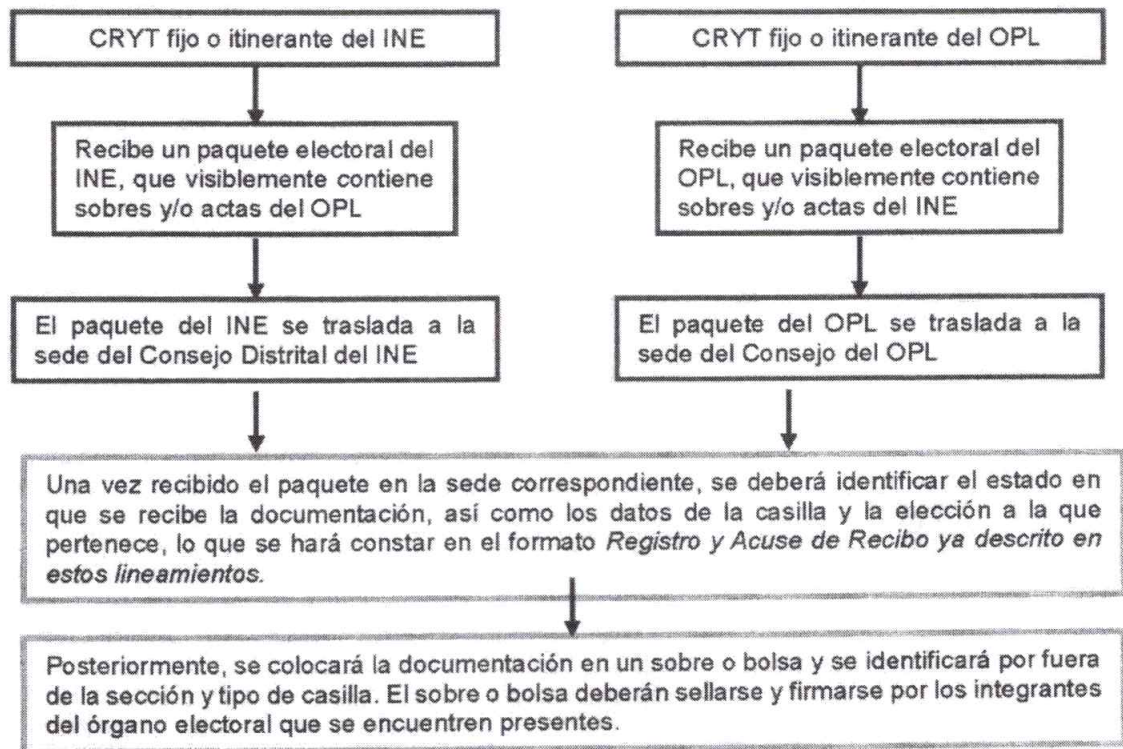 CRYT fijo o itinerante del INE
CRYT fijo o itinerante del OPL
Recibe un paquete electoral del
INE, que visiblemente contiene
sobres y/o actas del OPL
Recibe un paquete electoral del
OPL, que visiblemente contiene
sobres y/o actas del INE
El paquete del INE se traslada a la
sede del Consejo Distrital del INE
El paquete del OPL se traslada a la
sede del Consejo del OPL
Una vez recibido el paquete en la sede correspondiente, se deberá identificar el estado en
que se recibe la documentación, así como los datos de la casilla y la elección a la que
pertenece, lo que se hará constar en el formato Registro y Acuse de Recibo ya descrito en
estos lineamientos.
Posteriormente, se colocará la documentación en un sobre o bolsa y se identificará por fuera
de la sección y tipo de casilla. El sobre o bolsa deberán sellarse y firmarse por los integrantes
del órgano electoral que se encuentren presentes.